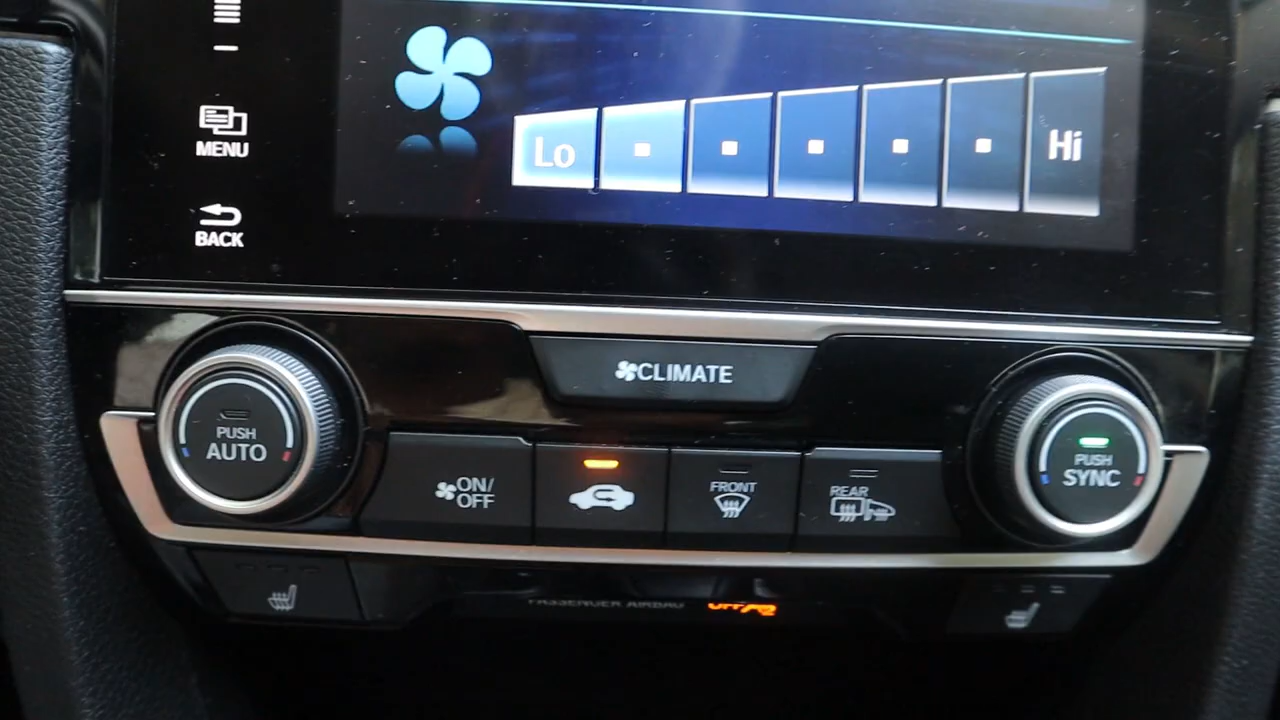 MENU
BACK
Lo
Hi
CLIMATE
PUSH
AUTO
ON/
OFF
FRONT
REAR
PUSH
SYNC
PASSENGER AIRBAG OFF